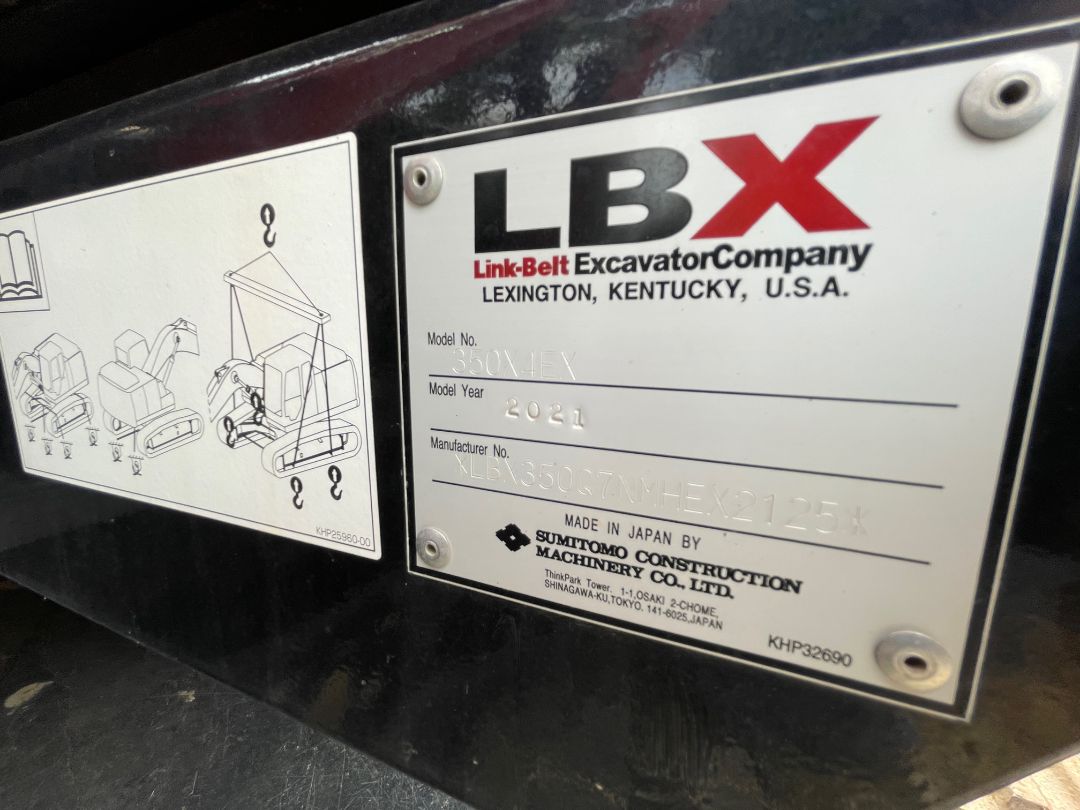 LBX
Link-Belt ExcavatorCompany
LEXINGTON, KENTUCKY, U.S.A.
Model No.
350X4EX
Model Year
2021
Manufacturer No.
*LBX350Q7NMHEX2125*
MADE IN JAPAN BY
SUMITOMO CONSTRUCTION
MACHINERY CO., LTD.
ThinkPark Tower, 1-1,OSAKI 2-CHOME,
SHINAGAWA-KU,TOKYO. 141-6025,JAPAN
KHP32690
KHP25960-00